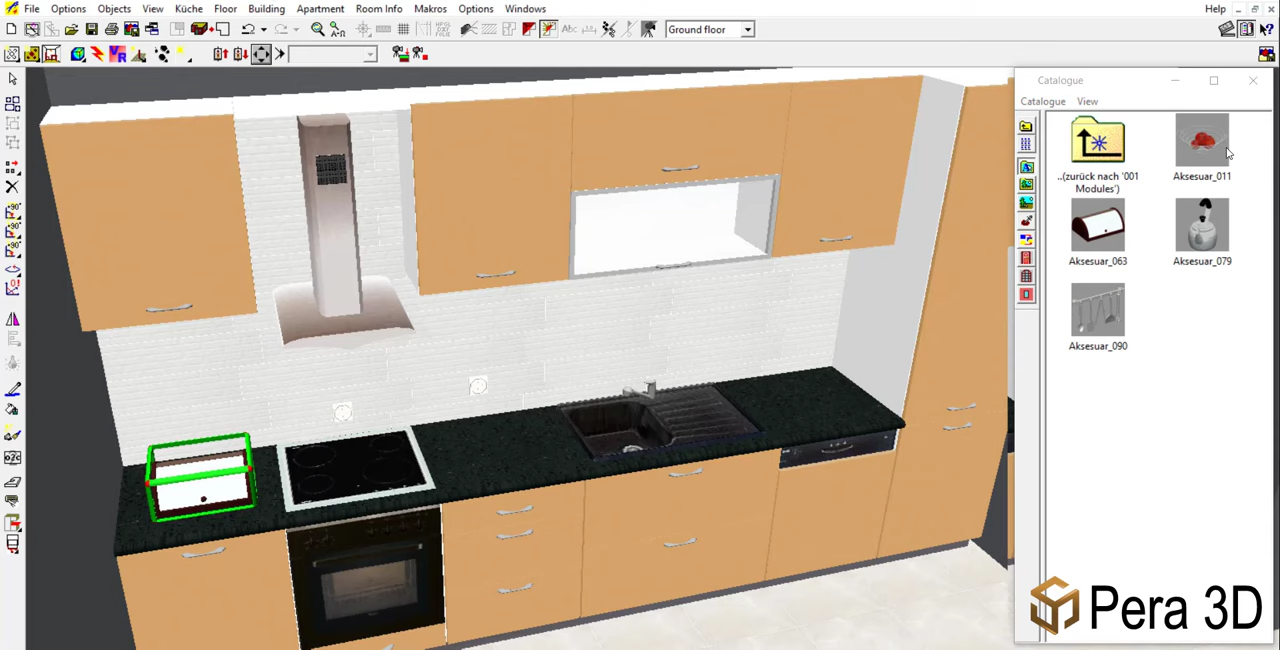 File Options Objects View Küche Floor Building Apartment Room Info Makros Options Windows Help
Ground floor
VR
Catalogue
Catalogue View
..(zurück nach '001 Modules')
Aksesuar_011
Aksesuar_063
Aksesuar_079
Aksesuar_090
Pera 3D